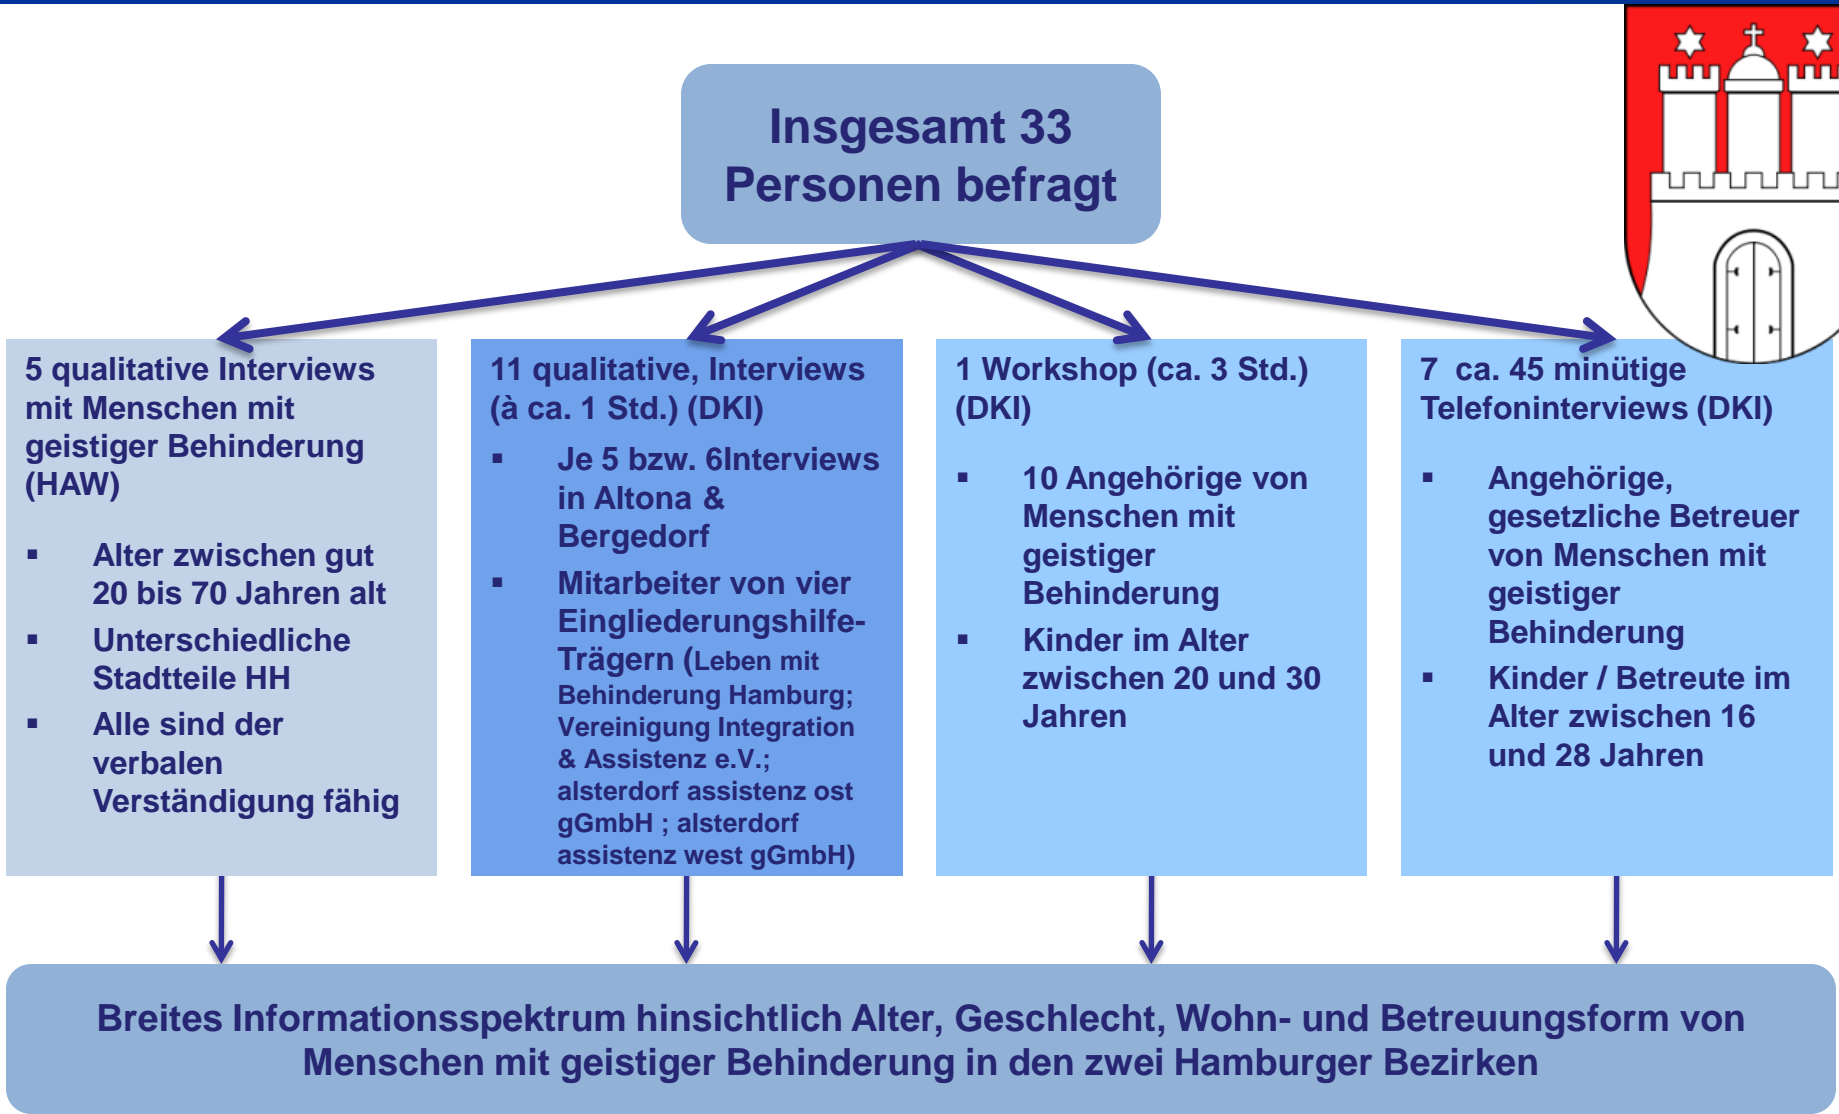 Insgesamt 33
Personen befragt
5 qualitative Interviews
mit Menschen mit
geistiger Behinderung
(HAW)
▪ Alter zwischen gut
20 bis 70 Jahren alt
▪ Unterschiedliche
Stadtteile HH
▪ Alle sind der
verbalen
Verständigung fähig
11 qualitative, Interviews
(à ca. 1 Std.) (DKI)
▪ Je 5 bzw. 6Interviews
in Altona &
Bergedorf
▪ Mitarbeiter von vier
Eingliederungshilfe-
Trägern (Leben mit
Behinderung Hamburg;
Vereinigung Integration
& Assistenz e.V.;
alsterdorf assistenz ost
gGmbH ; alsterdorf
assistenz west gGmbH)
1 Workshop (ca. 3 Std.)
(DKI)
▪ 10 Angehörige von
Menschen mit
geistiger
Behinderung
▪ Kinder im Alter
zwischen 20 und 30
Jahren
7 ca. 45 minütige
Telefoninterviews (DKI)
▪ Angehörige,
gesetzliche Betreuer
von Menschen mit
geistiger
Behinderung
▪ Kinder / Betreute im
Alter zwischen 16
und 28 Jahren
Breites Informationsspektrum hinsichtlich Alter, Geschlecht, Wohn- und Betreuungsform von
Menschen mit geistiger Behinderung in den zwei Hamburger Bezirken